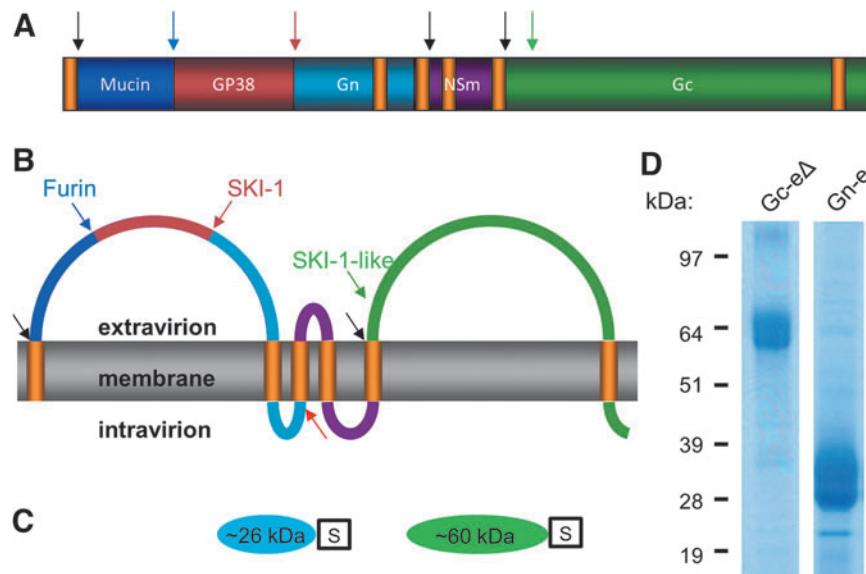 A
Mucin GP38 Gn NSm Gc
B
Furin SKI-1
SKI-1-like
extravirion
membrane
intravirion
C
~26 kDa S ~60 kDa S
D
kDa: Gc-eΔ Gn-e
97
64
51
39
28
19